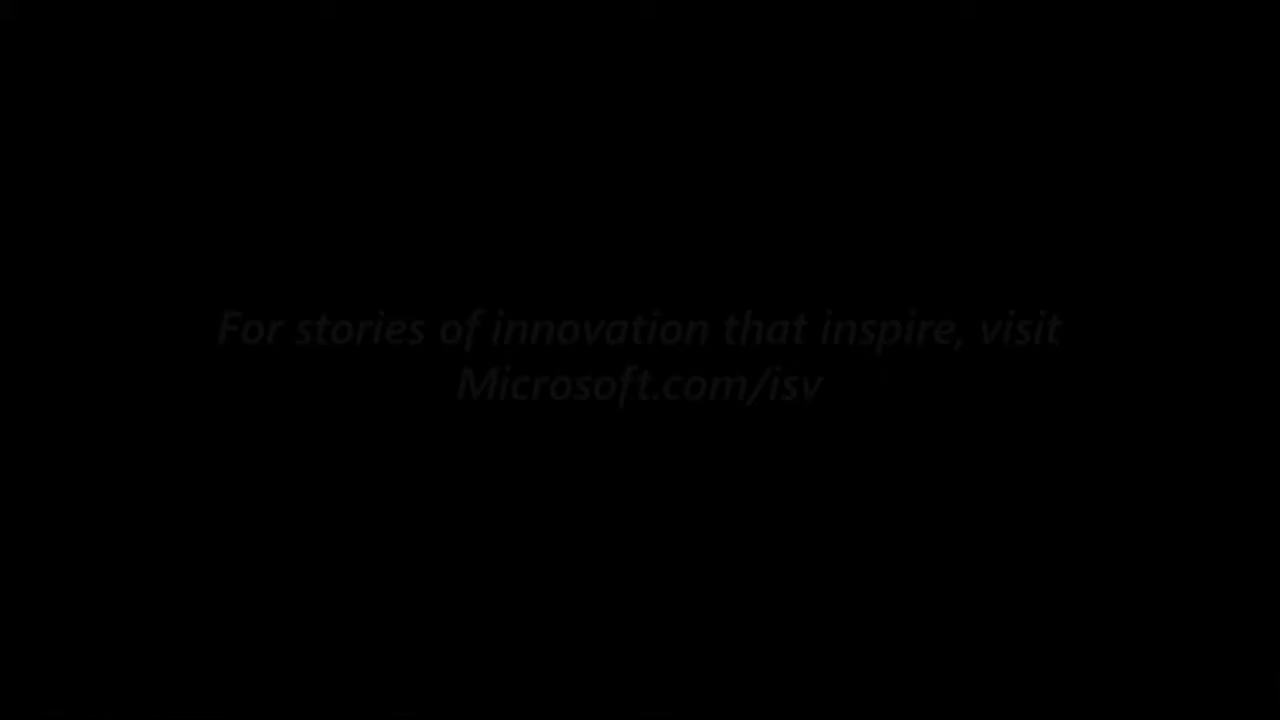 For stories of innovation that inspire, visit
Microsoft.com/isv